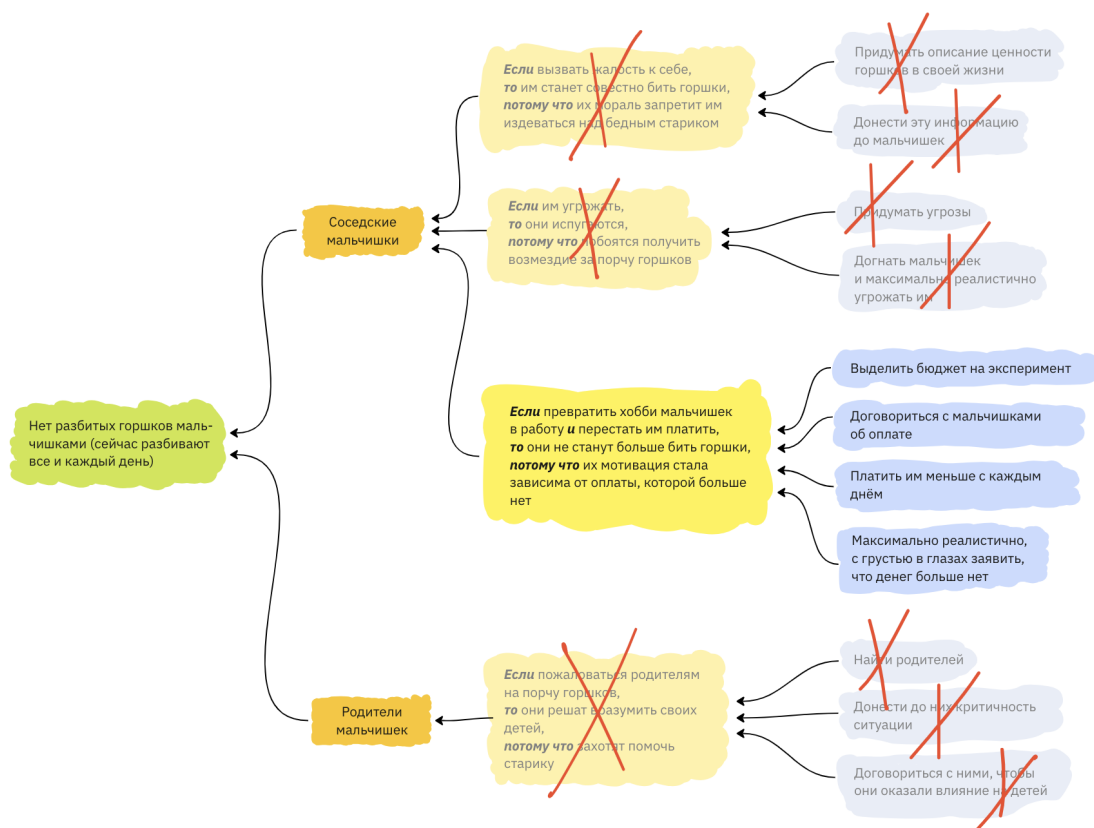 Если вызвать жалость к себе,
то им станет совестно бить горшки,
потому что их мораль запретит им
издеваться над бедным стариком
Придумать описание ценности
горшков в своей жизни
Донести эту информацию
до мальчишек
Соседские
мальчишки
Если им угрожать,
то они испугаются,
потому что побоятся получить
возмездие за порчу горшков
Придумать угрозы
Догнать мальчишек
и максимально реалистично
угрожать им
Нет разбитых горшков маль-
чишками (сейчас разбивают
все и каждый день)
Если превратить хобби мальчишек
в работу и перестать им платить,
то они не станут больше бить горшки,
потому что их мотивация стала
зависима от оплаты, которой больше
нет
Выделить бюджет на эксперимент
Договориться с мальчишками
об оплате
Платить им меньше с каждым
днём
Максимально реалистично,
с грустью в глазах заявить,
что денег больше нет
Родители
мальчишек
Если пожаловаться родителям
на порчу горшков,
то они решат вразумить своих
детей,
потому что захотят помочь
старику
Найти родителей
Донести до них критичность
ситуации
Договориться с ними, чтобы
они оказали влияние на детей